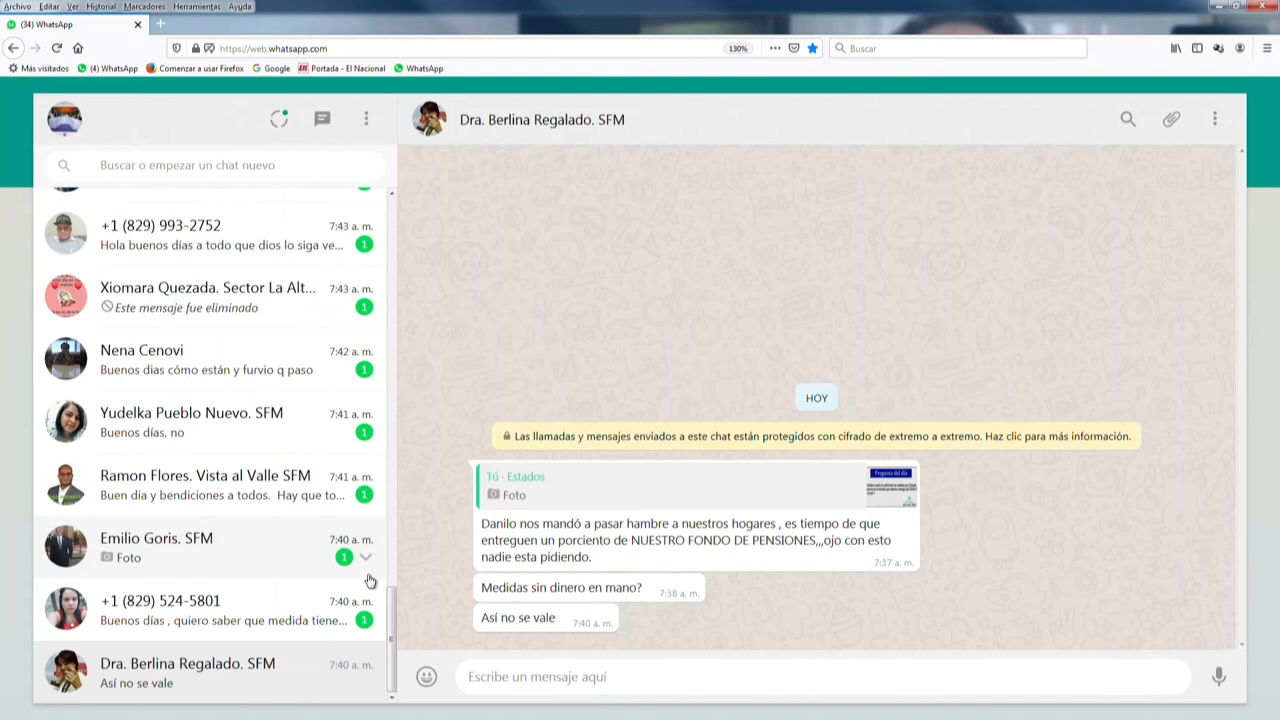 Archivo Editar Ver Historial Marcadores Herramientas Ayuda
(34) WhatsApp
https://web.whatsapp.com
130%
Buscar
Más visitados
(4) WhatsApp
Comenzar a usar Firefox
Google
Portada - El Nacional
WhatsApp
Buscar o empezar un chat nuevo
+1 (829) 993-2752
7:43 a. m.
Hola buenos días a todo que dios lo siga ve...
1
Xiomara Quezada. Sector La Alt...
7:43 a. m.
Este mensaje fue eliminado
1
Nena Cenovi
7:42 a. m.
Buenos dias cómo están y furvio q paso
1
Yudelka Pueblo Nuevo. SFM
7:41 a. m.
Buenos días, no
1
Ramon Flores. Vista al Valle SFM
7:41 a. m.
Buen dia y bendiciones a todos. Hay que to...
1
Emilio Goris. SFM
7:40 a. m.
Foto
1
+1 (829) 524-5801
7:40 a. m.
Buenos días , quiero saber que medida tiene...
1
Dra. Berlina Regalado. SFM
7:40 a. m.
Así no se vale
Dra. Berlina Regalado. SFM
HOY
Las llamadas y mensajes enviados a este chat están protegidos con cifrado de extremo a extremo. Haz clic para más información.
Tú - Estados
Foto
Pregunta del día
Danilo nos mandó a pasar hambre a nuestros hogares , es tiempo de que
entreguen un porciento de NUESTRO FONDO DE PENSIONES,,,ojo con esto
nadie esta pidiendo.
7:37 a. m.
Medidas sin dinero en mano?
7:38 a. m.
Así no se vale
7:40 a. m.
Escribe un mensaje aquí